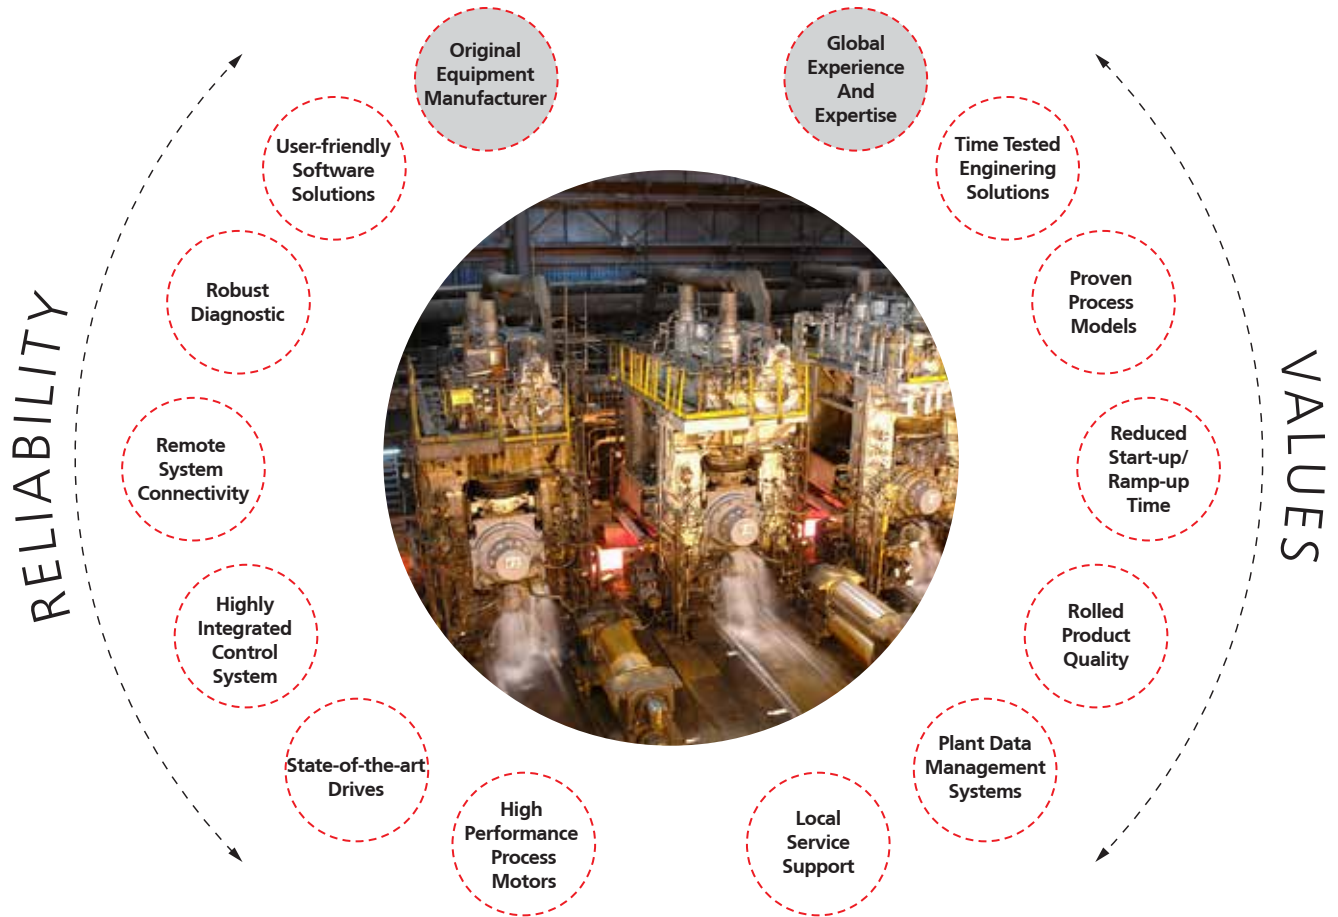 RELIABILITY
Original
Equipment
Manufacturer
User-friendly
Software
Solutions
Robust
Diagnostic
Remote
System
Connectivity
Highly
Integrated
Control
System
State-of-the-art
Drives
High
Performance
Process
Motors
Global
Experience
And
Expertise
Time Tested
Enginering
Solutions
Proven
Process
Models
Reduced
Start-up/
Ramp-up
Time
Rolled
Product
Quality
Plant Data
Management
Systems
Local
Service
Support
VALUES